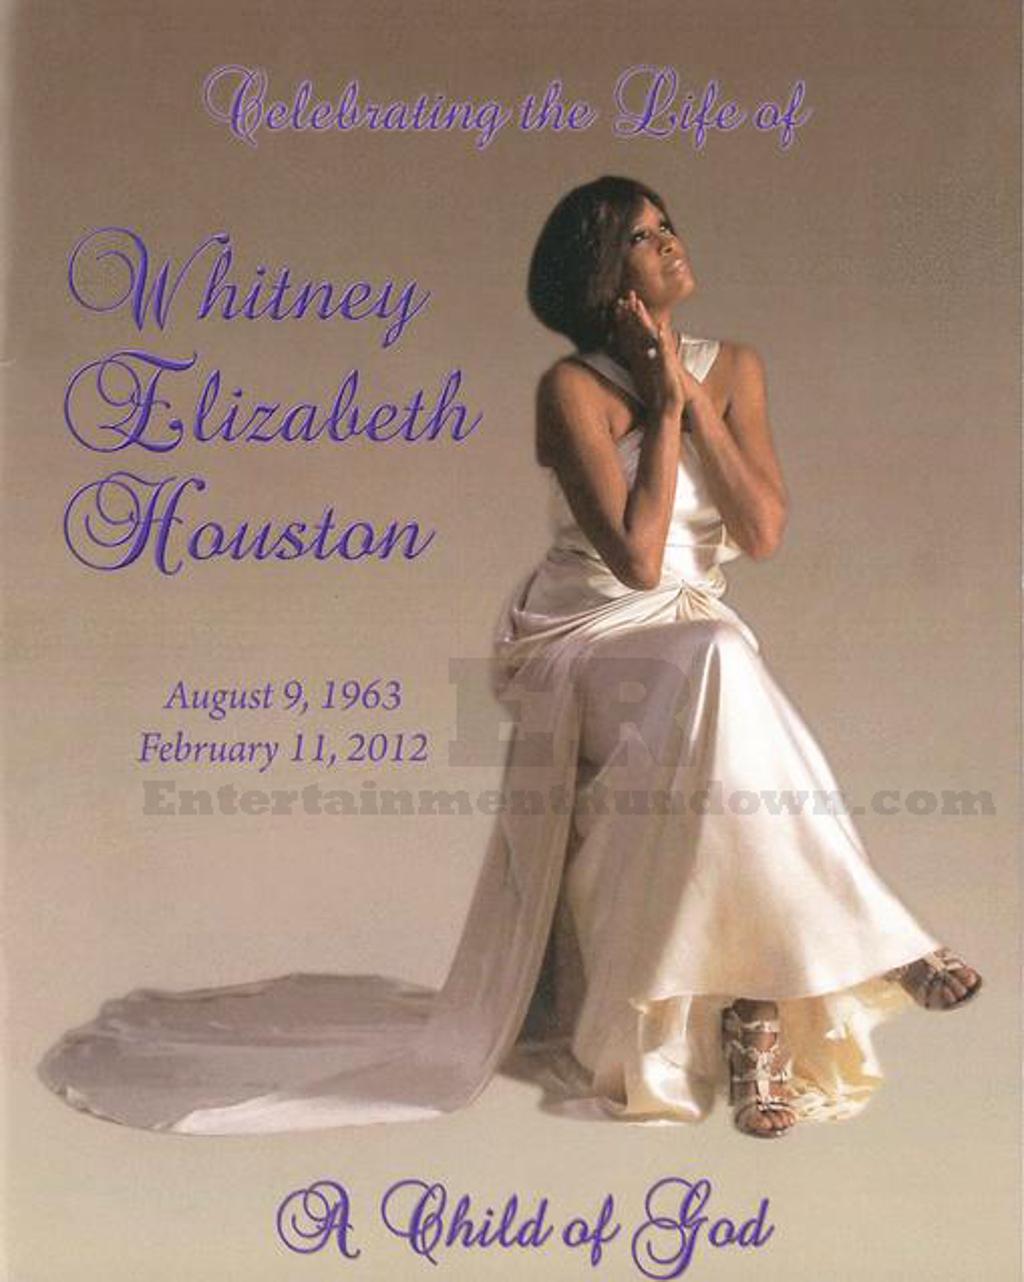 Celebrating the Life of
Whitney
Elizabeth
Houston
August 9, 1963
February 11, 2012
ER
EntertainmentRundown.com
A Child of God